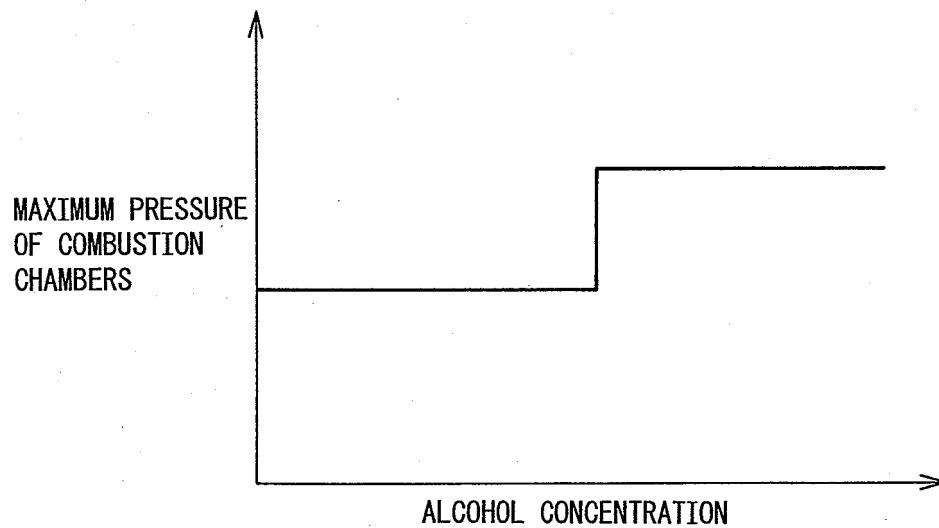 MAXIMUM PRESSURE
OF COMBUSTION
CHAMBERS
ALCOHOL CONCENTRATION